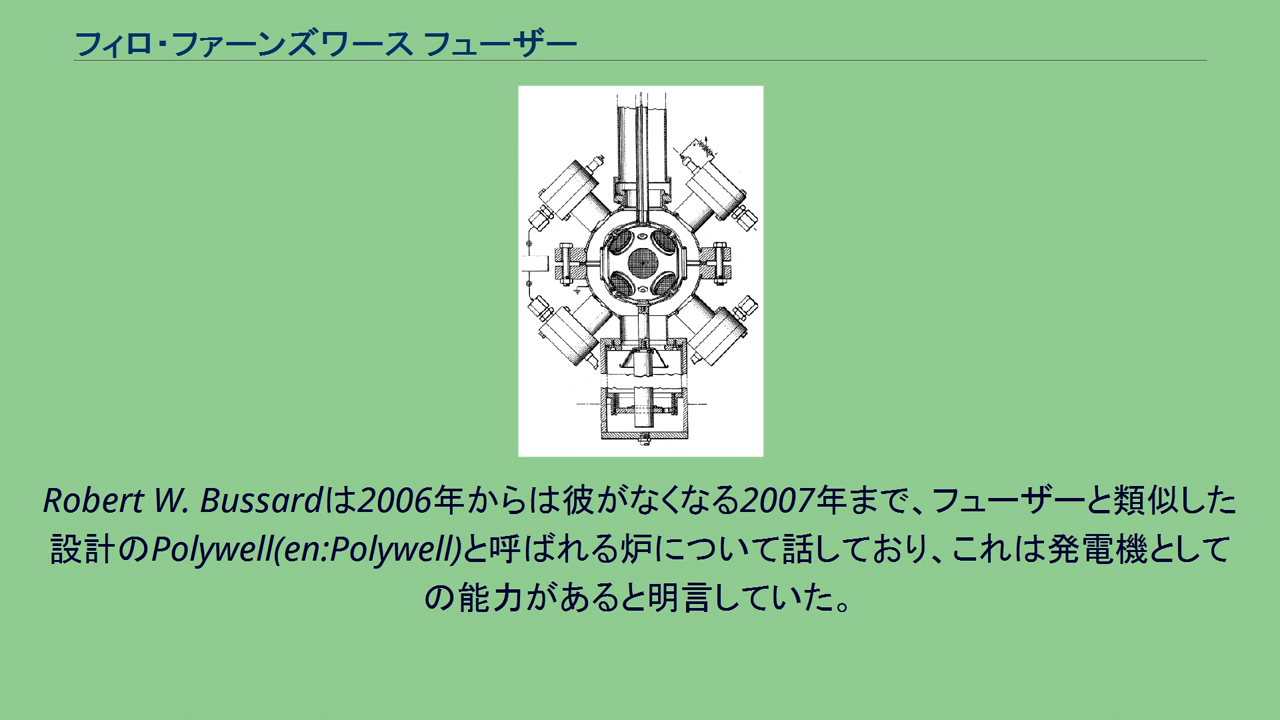 フィロ・ファーンズワース フューザー
Robert W. Bussardは2006年からは彼がなくなる2007年まで、フューザーと類似した
設計のPolywell(en:Polywell)と呼ばれる炉について話しており、これは発電機として
の能力があると明言していた。